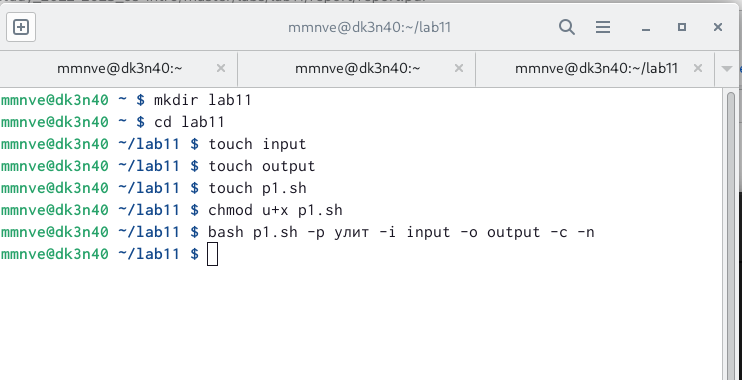 mmnve@dk3n40:~/lab11
mmnve@dk3n40:~ mmnve@dk3n40:~ mmnve@dk3n40:~/lab11
mmnve@dk3n40 ~ $ mkdir lab11
mmnve@dk3n40 ~ $ cd lab11
mmnve@dk3n40 ~/lab11 $ touch input
mmnve@dk3n40 ~/lab11 $ touch output
mmnve@dk3n40 ~/lab11 $ touch p1.sh
mmnve@dk3n40 ~/lab11 $ chmod u+x p1.sh
mmnve@dk3n40 ~/lab11 $ bash p1.sh -p улит -i input -o output -c -n
mmnve@dk3n40 ~/lab11 $